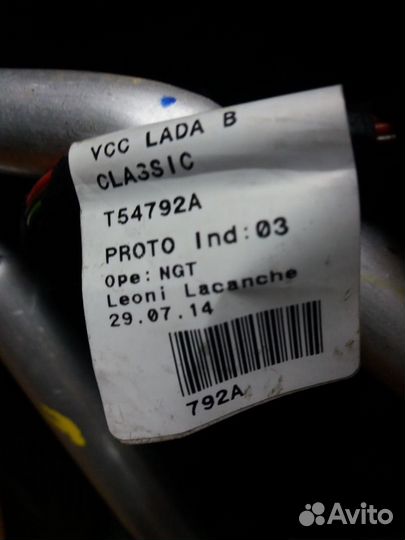 VCC LADA B
CLASSIC
T54792A
PROTO Ind:03
Ope: NGT
Leoni Lacanche
29.07.14
792A
Avito